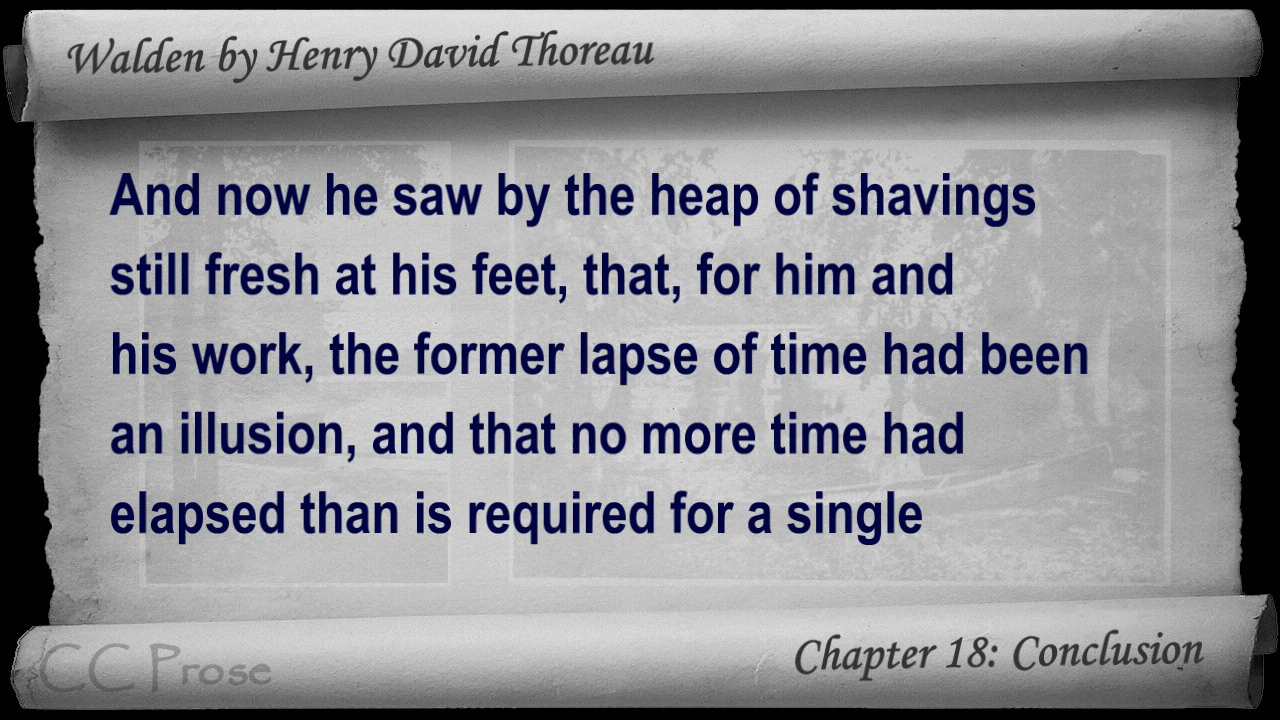 Walden by Henry David Thoreau
And now he saw by the heap of shavings
still fresh at his feet, that, for him and
his work, the former lapse of time had been
an illusion, and that no more time had
elapsed than is required for a single
CC Prose
Chapter 18: Conclusion